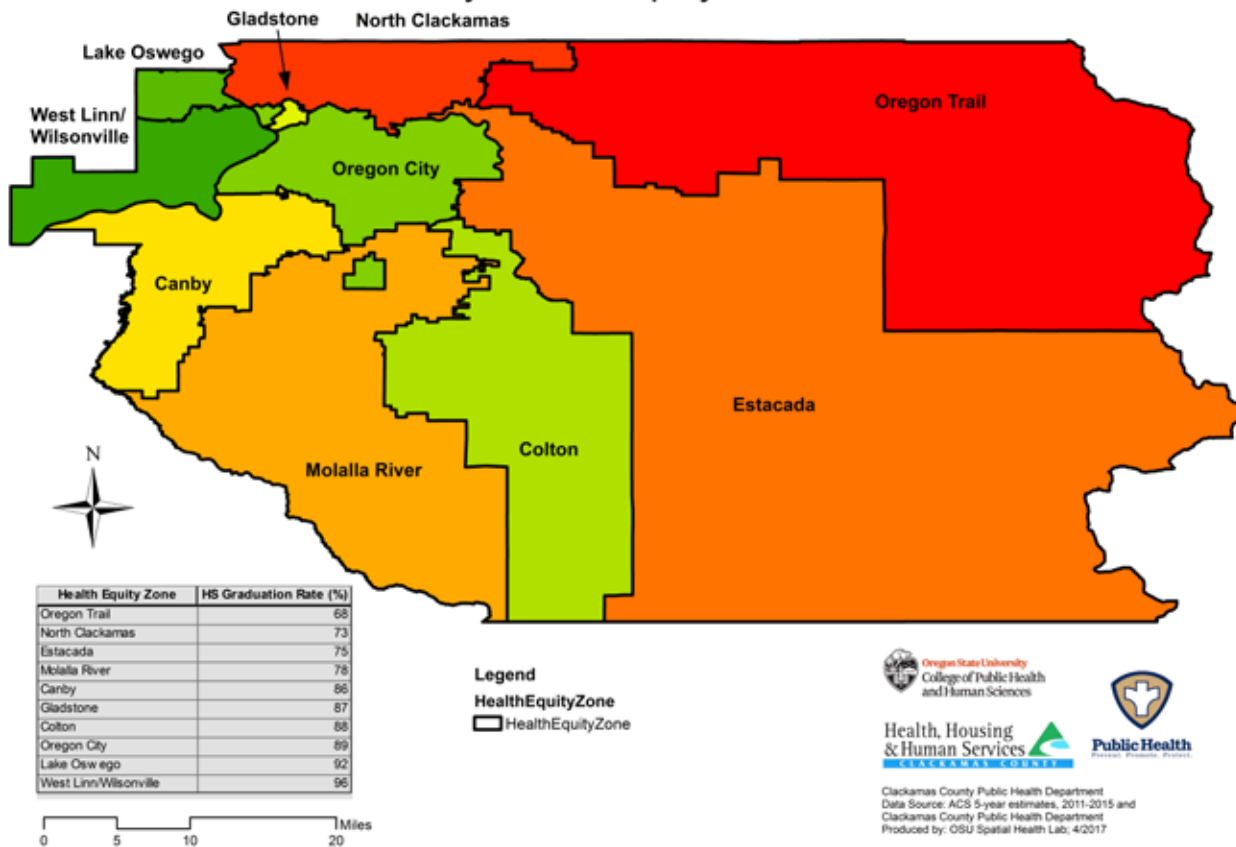 Gladstone
North Clackamas
Lake Oswego
West Linn/
Wilsonville
Oregon Trail
Oregon City
Canby
Estacada
Colton
Molalla River
N
Health Equity Zone HS Graduation Rate (%)
Oregon Trail 68
North Clackamas 73
Estacada 75
Molalla River 78
Canby 86
Gladstone 87
Colton 88
Oregon City 89
Lake Oswego 92
West Linn/Wilsonville 96
Legend
HealthEquityZone
HealthEquityZone
Miles
0 5 10 20
Oregon State University
College of Public Health
and Human Sciences
Health, Housing
& Human Services
CLACKAMAS COUNTY
Public Health
Prevent. Promote. Protect.
Clackamas County Public Health Department
Data Source: ACS 5-year estimates, 2011-2015 and
Clackamas County Public Health Department
Produced by: OSU Spatial Health Lab; 4/2017